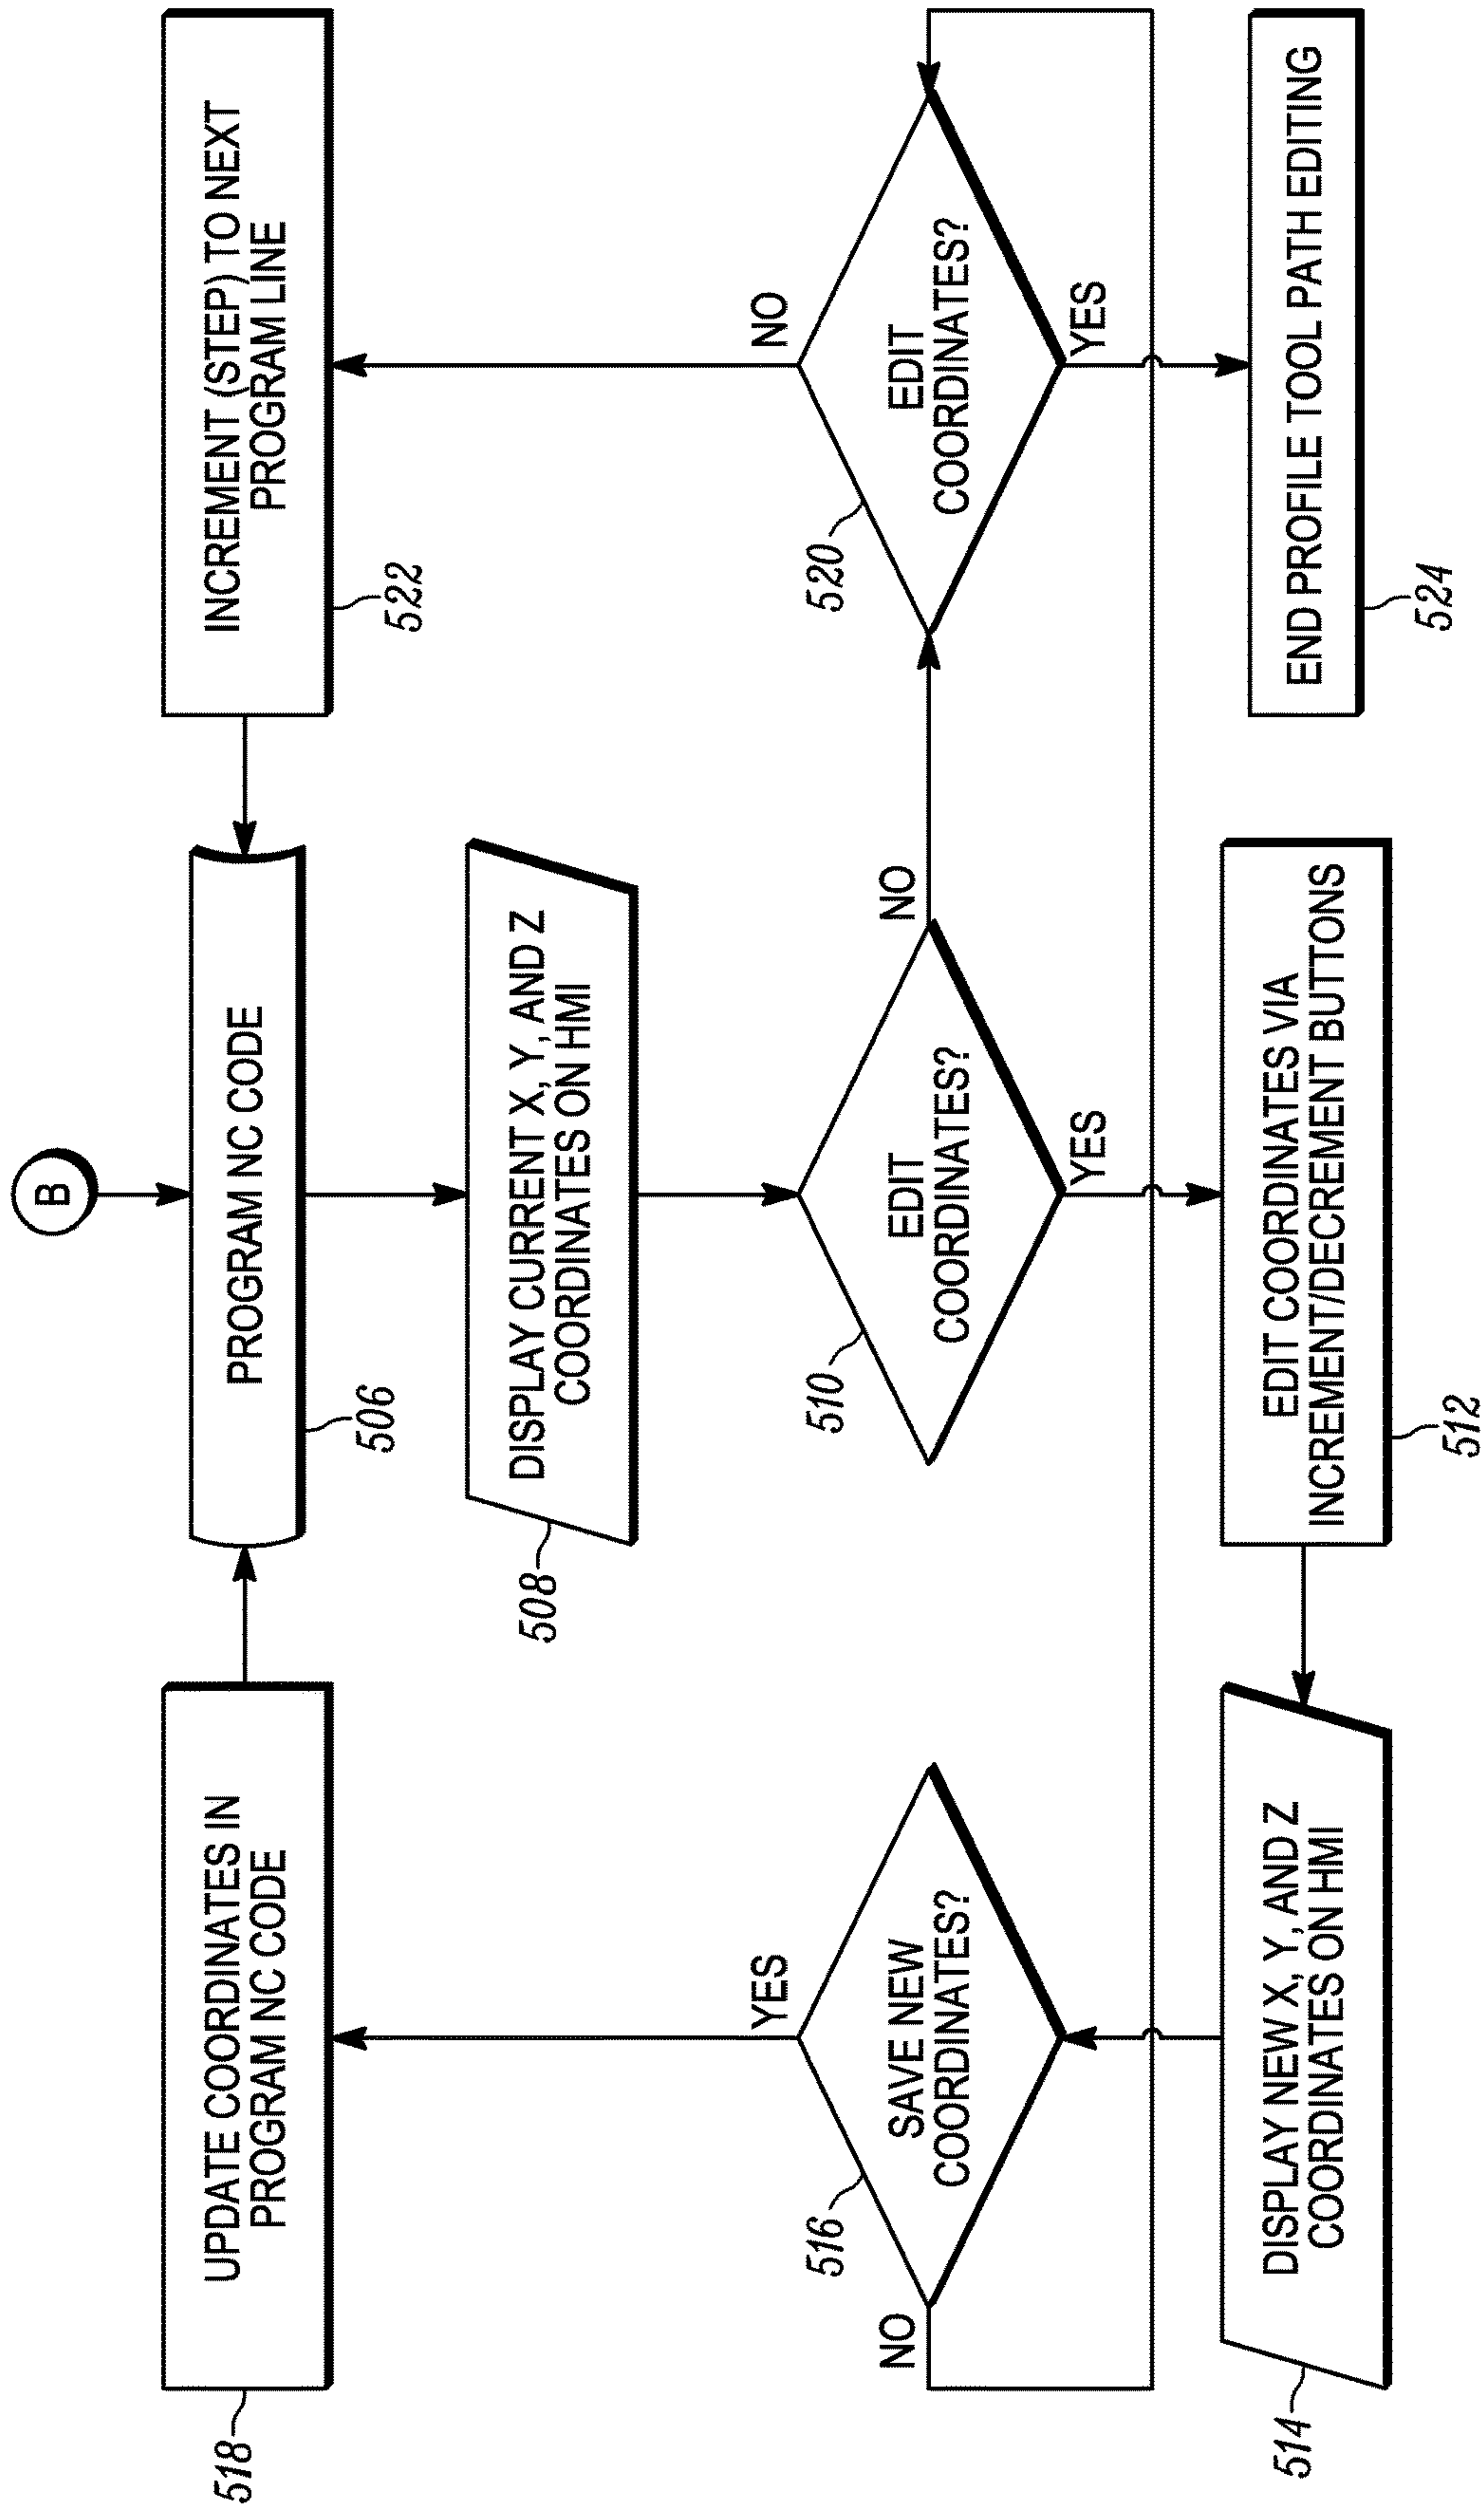 B
UPDATE COORDINATES IN
PROGRAM NC CODE
518
PROGRAM NC CODE
506
INCREMENT (STEP) TO NEXT
PROGRAM LINE
522
DISPLAY CURRENT X, Y, AND Z
COORDINATES ON HMI
508
YES
SAVE NEW
COORDINATES?
516
NO
EDIT
COORDINATES?
510
NO
YES
NO
EDIT
COORDINATES?
520
YES
DISPLAY NEW X, Y, AND Z
COORDINATES ON HMI
514
EDIT COORDINATES VIA
INCREMENT/DECREMENT BUTTONS
512
END PROFILE TOOL PATH EDITING
524